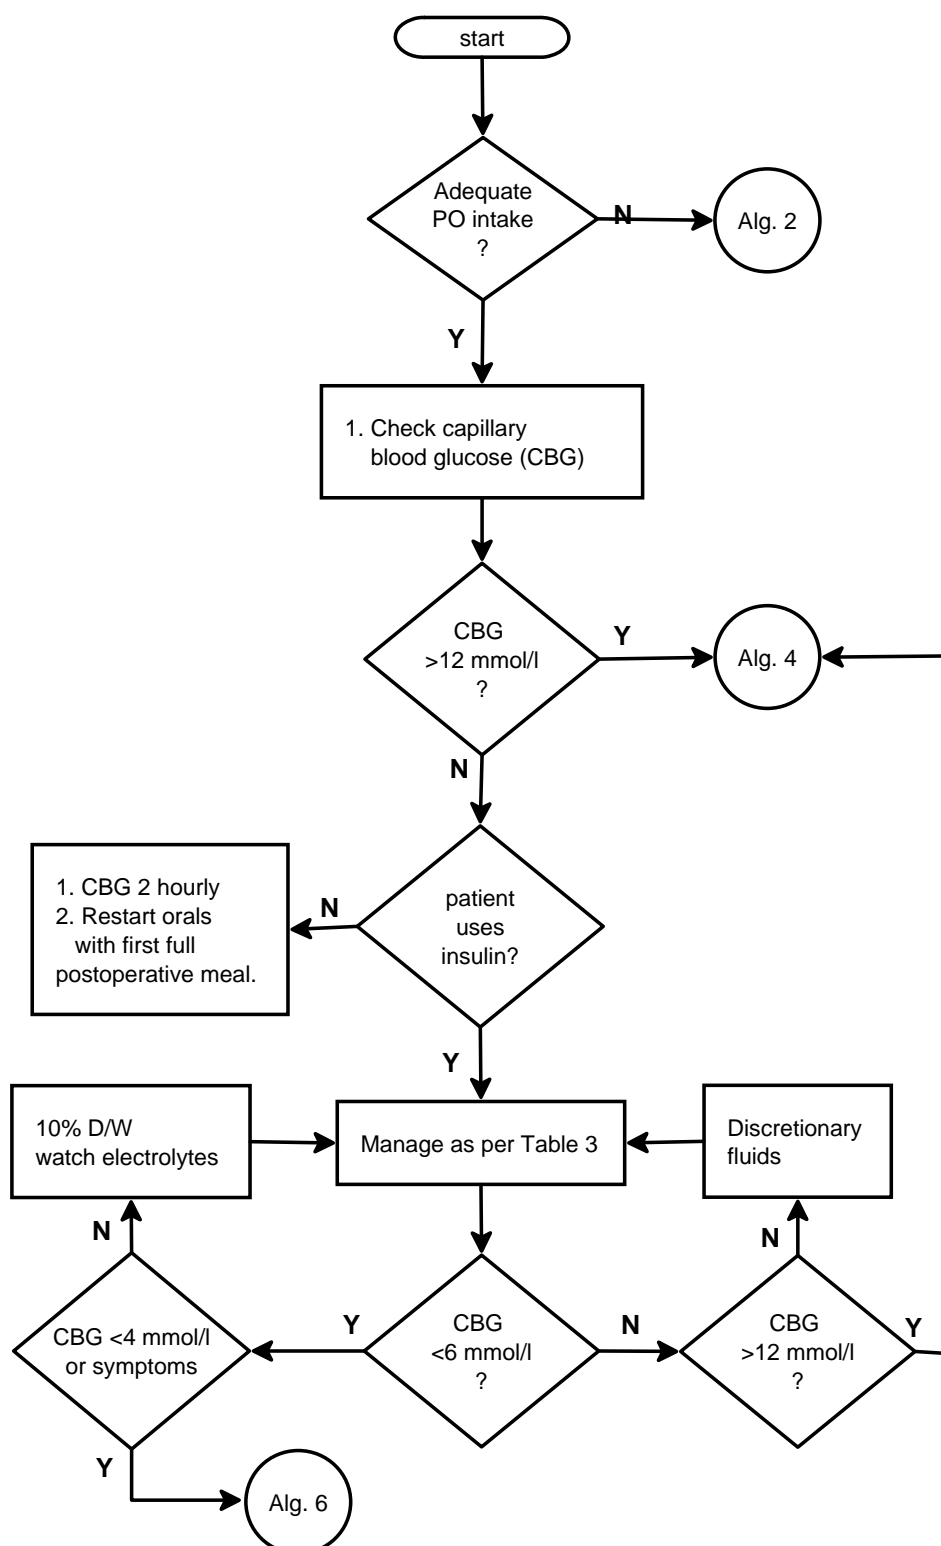 start
Adequate
PO intake
?
N
Alg. 2
Y
1. Check capillary
blood glucose (CBG)
CBG
>12 mmol/l
?
Y
Alg. 4
N
patient
uses
insulin?
N
1. CBG 2 hourly
2. Restart orals
with first full
postoperative meal.
Y
10% D/W
watch electrolytes
Manage as per Table 3
Discretionary
fluids
N
N
CBG <4 mmol/l
or symptoms
Y
CBG
<6 mmol/l
?
N
CBG
>12 mmol/l
?
Y
Y
Alg. 6